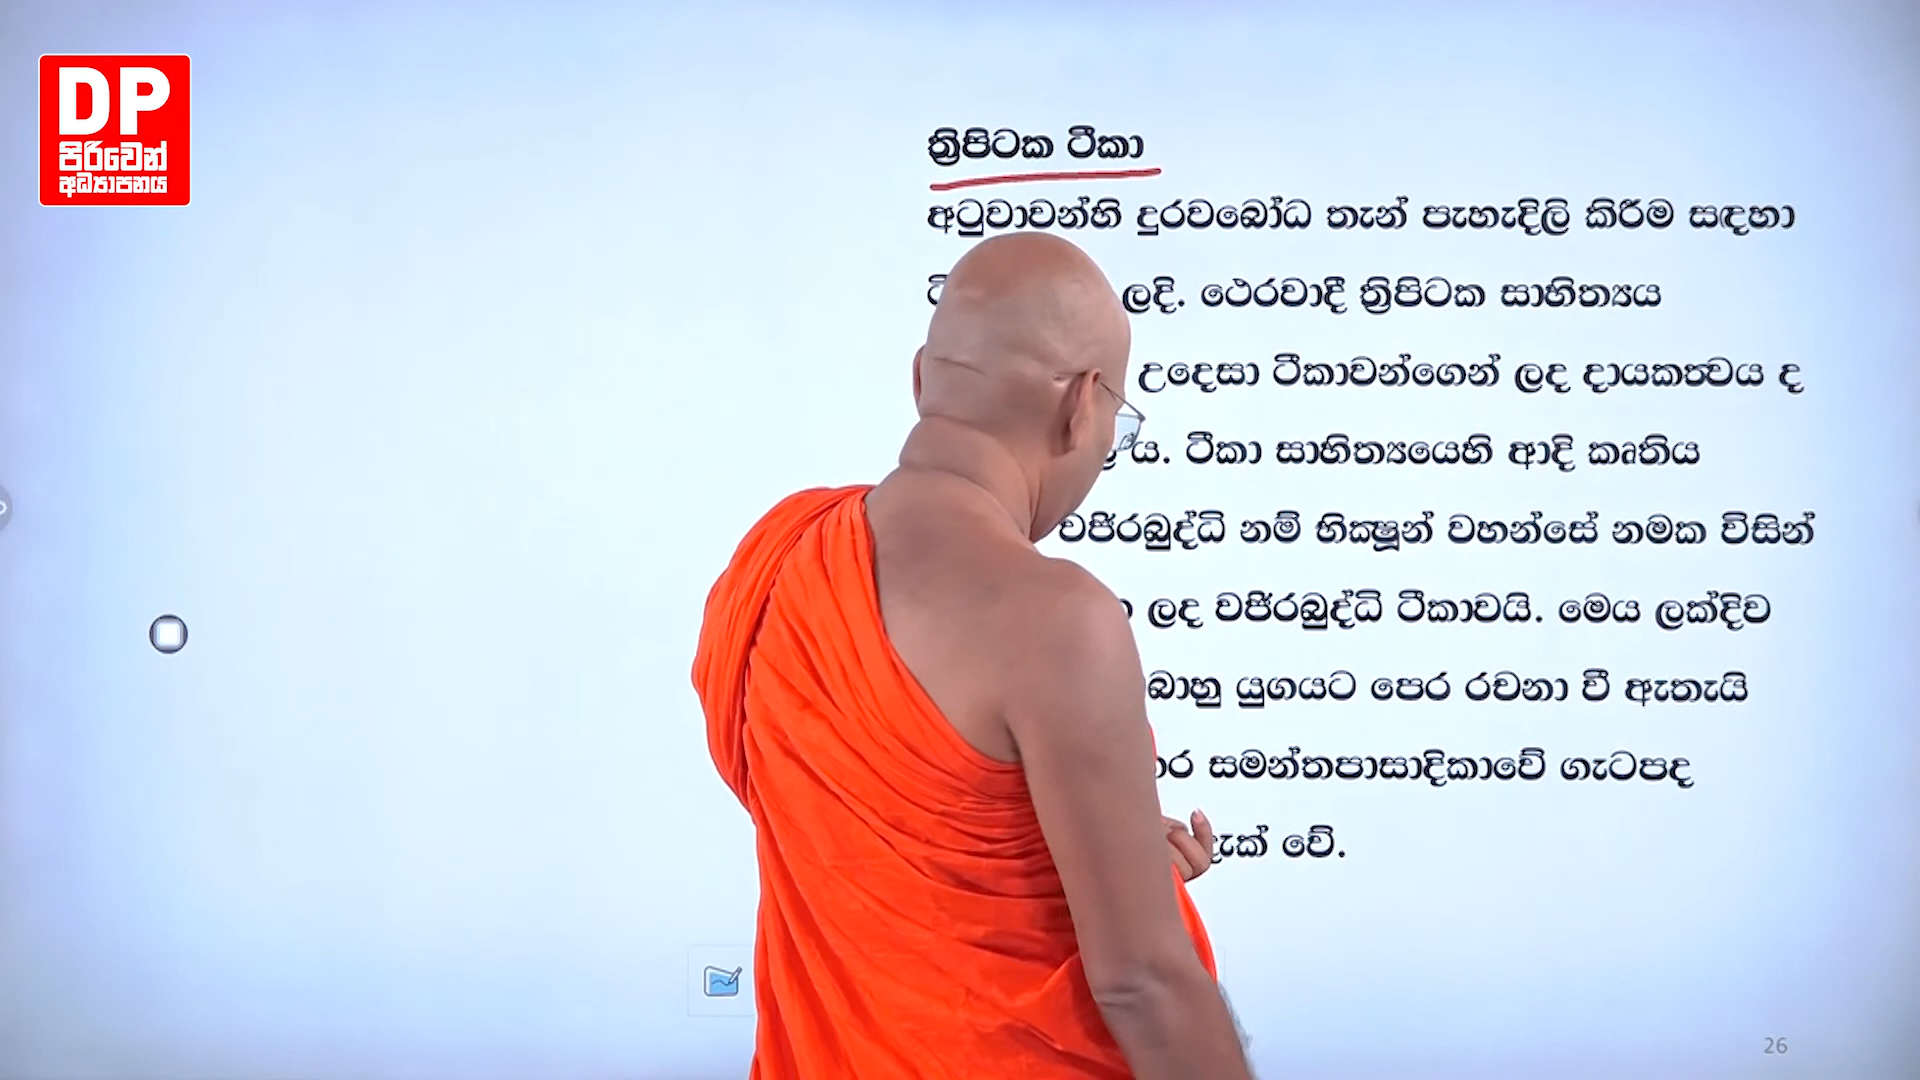 DP
පිරිවෙන්
අධ්‍යාපනය
ත්‍රිපිටක ටීකා
අටුවාවන්හි දුරවබෝධ තැන් පැහැදිලි කිරීම සඳහා
ලදි. ථෙරවාදී ත්‍රිපිටක සාහිත්‍යය
උදෙසා ටීකාවන්ගෙන් ලද දායකත්‍වය ද
ටීකා සාහිත්‍යයෙහි ආදි කෘතිය
වජිරබුද්ධි නම් භික්‍ෂූන් වහන්සේ නමක විසින්
ලද වජිරබුද්ධි ටීකාවයි. මෙය ලක්දිව
යුගයට පෙර රචනා වී ඇතැයි
සමන්තපාසාදිකාවේ ගැටපද
වේ.
26